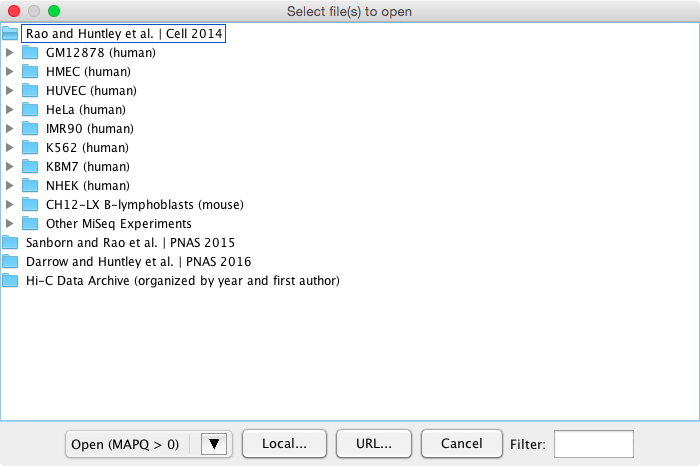 Select file(s) to open
Rao and Huntley et al. | Cell 2014
GM12878 (human)
HMEC (human)
HUVEC (human)
HeLa (human)
IMR90 (human)
K562 (human)
KBM7 (human)
NHEK (human)
CH12-LX B-lymphoblasts (mouse)
Other MiSeq Experiments
Sanborn and Rao et al. | PNAS 2015
Darrow and Huntley et al. | PNAS 2016
Hi-C Data Archive (organized by year and first author)
Open (MAPQ > 0) Local... URL... Cancel Filter: